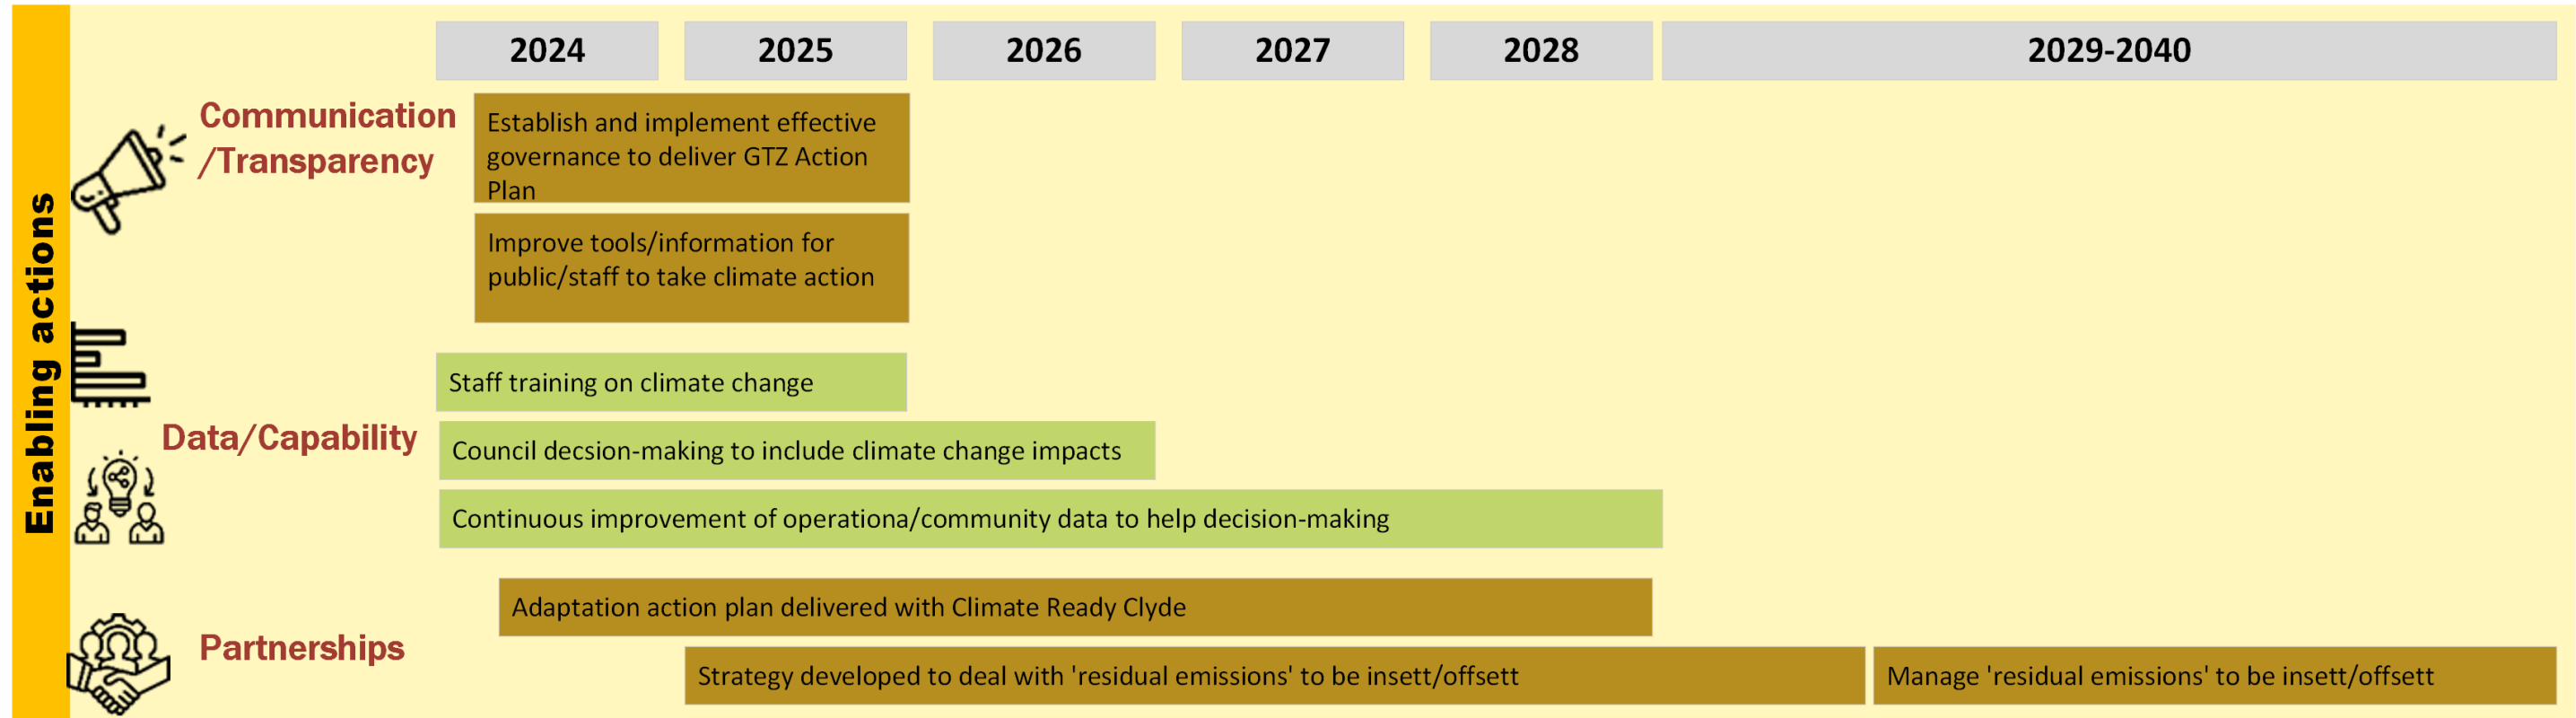 Enabling actions
2024 2025 2026 2027 2028 2029-2040
Communication
/Transparency
Establish and implement effective
governance to deliver GTZ Action
Plan
Improve tools/information for
public/staff to take climate action
Data/Capability
Staff training on climate change
Council decsion-making to include climate change impacts
Continuous improvement of operationa/community data to help decision-making
Partnerships
Adaptation action plan delivered with Climate Ready Clyde
Strategy developed to deal with 'residual emissions' to be insett/offsett
Manage 'residual emissions' to be insett/offsett